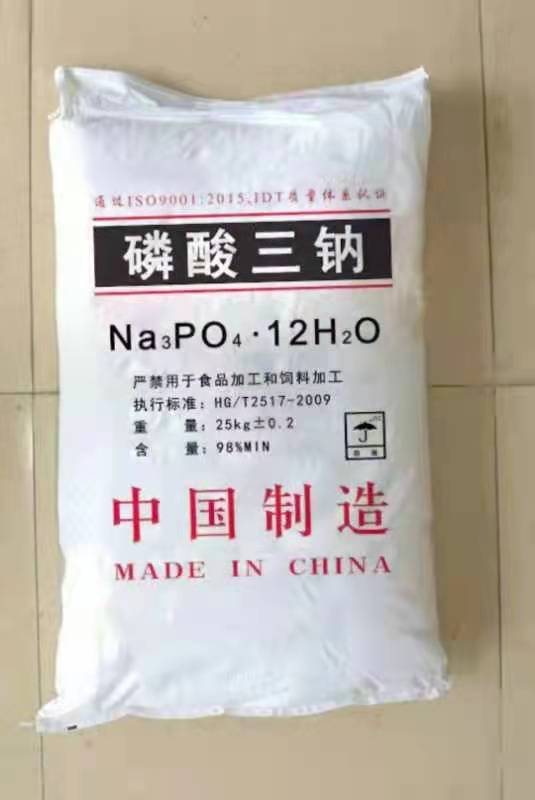 通过ISO9001:2015,IDT质量体系认证
磷酸三钠
Na₃PO₄·12H₂O
严禁用于食品加工和饲料加工
执行标准：HG/T2517-2009
重 量：25kg±0.2
含 量：98%MIN
中国制造
MADE IN CHINA